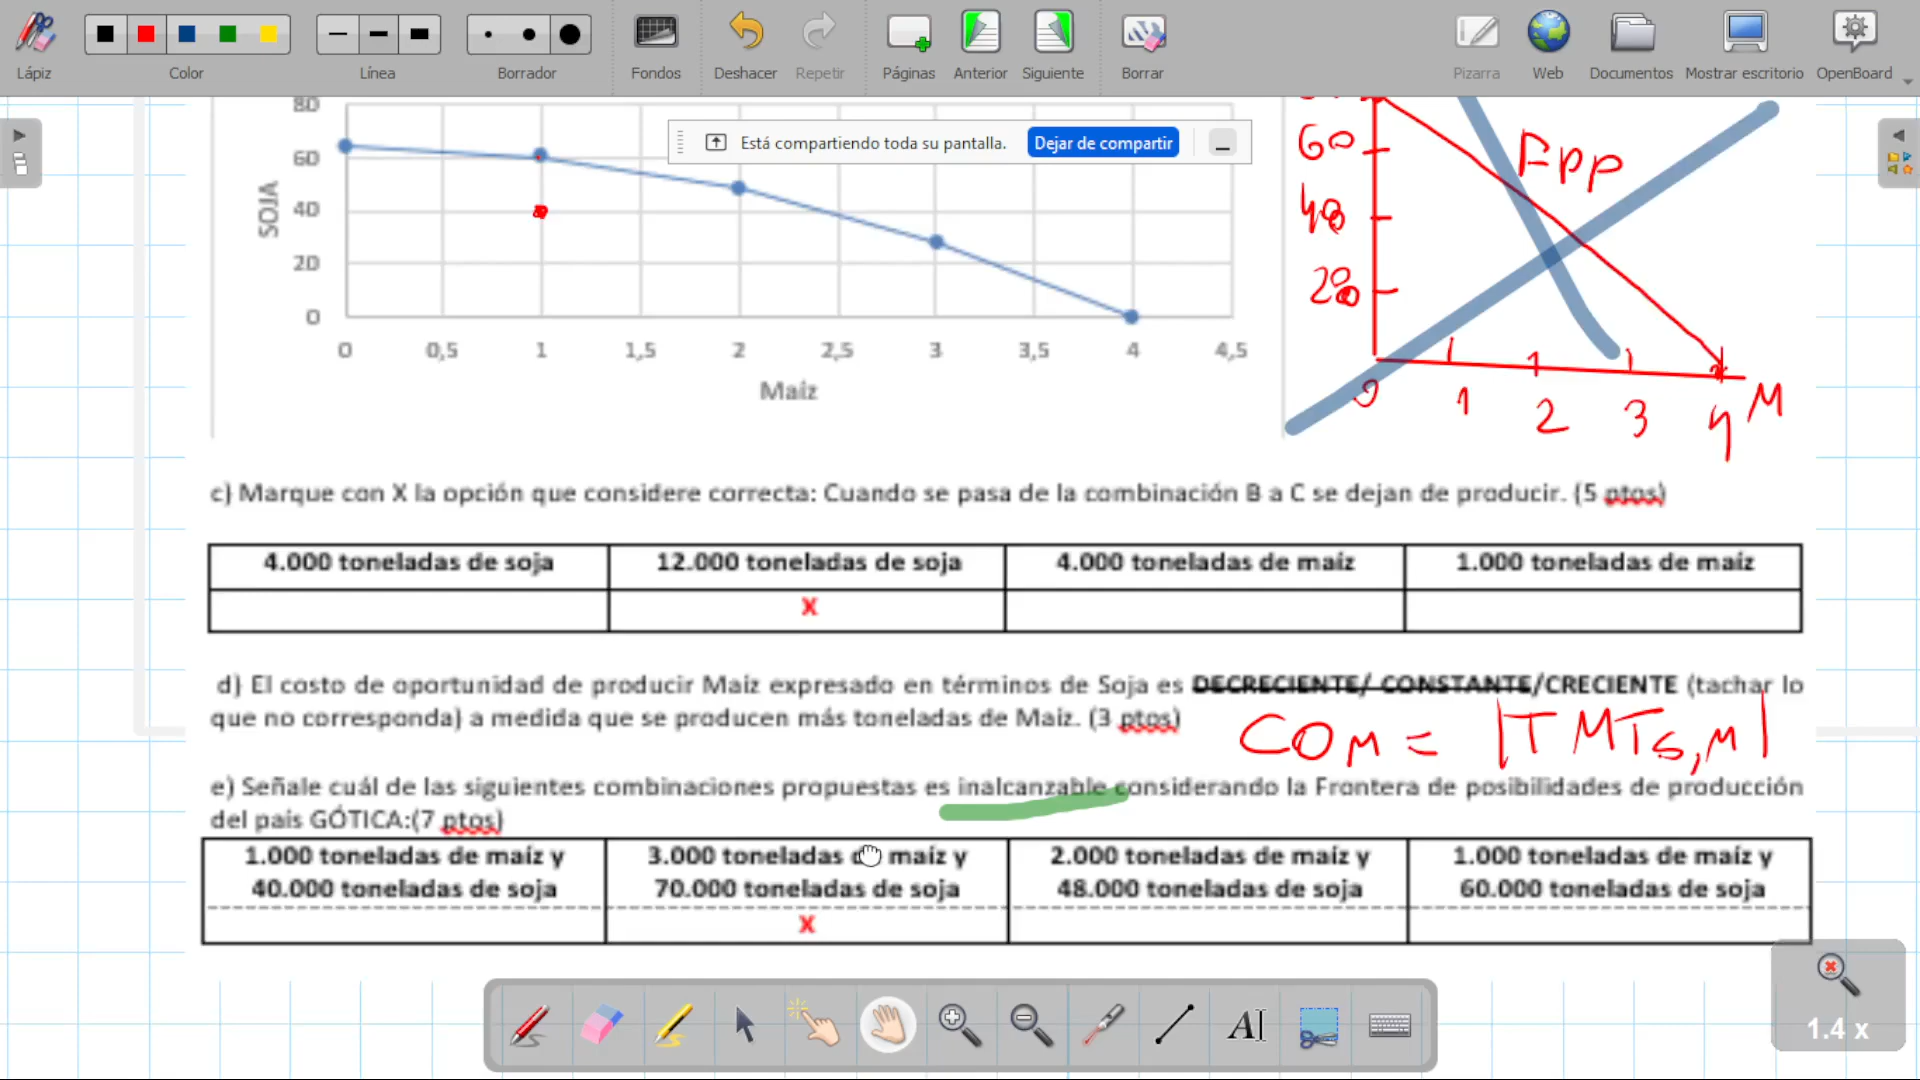 Lápiz
Color
Línea
Borrador
Fondos
Deshacer
Repetir
Páginas
Anterior
Siguiente
Borrar
Pizarra
Web
Documentos
Mostrar escritorio
OpenBoard
Está compartiendo toda su pantalla.
Dejar de compartir
80
60
40
20
0
SOJA
0 0,5 1 1,5 2 2,5 3 3,5 4 4,5
Maíz
60
40
20
FPP
0 1 2 3 4 M
c) Marque con X la opción que considere correcta: Cuando se pasa de la combinación B a C se dejan de producir. (5 ptos)
4.000 toneladas de soja 12.000 toneladas de soja 4.000 toneladas de maíz 1.000 toneladas de maíz
X
d) El costo de oportunidad de producir Maíz expresado en términos de Soja es DECRECIENTE/ CONSTANTE/CRECIENTE (tachar lo
que no corresponda) a medida que se producen más toneladas de Maíz. (3 ptos)
COM = |TMTS,M|
e) Señale cuál de las siguientes combinaciones propuestas es inalcanzable considerando la Frontera de posibilidades de producción
del país GÓTICA:(7 ptos)
1.000 toneladas de maíz y 3.000 toneladas de maíz y 2.000 toneladas de maíz y 1.000 toneladas de maíz y
40.000 toneladas de soja 70.000 toneladas de soja 48.000 toneladas de soja 60.000 toneladas de soja
X
1.4 x